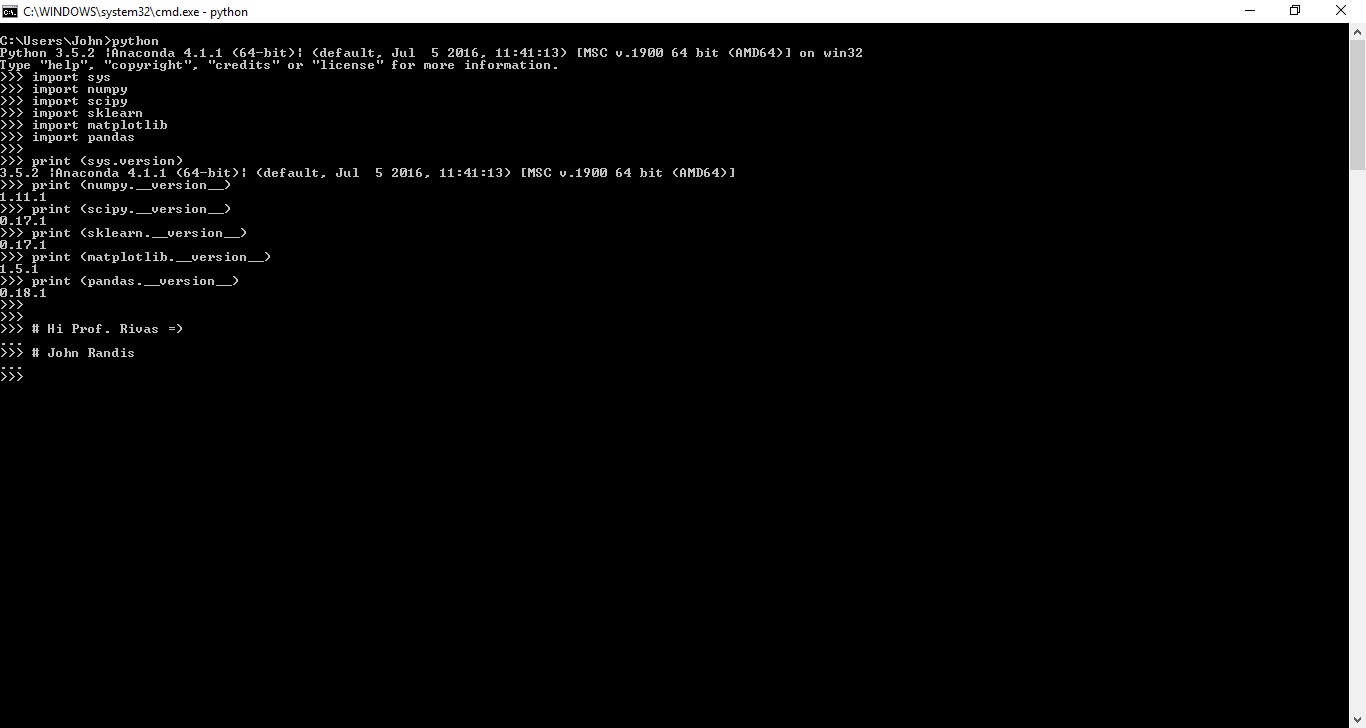 C:\WINDOWS\system32\cmd.exe - python
C:\Users\John>python
Python 3.5.2 |Anaconda 4.1.1 (64-bit)| (default, Jul  5 2016, 11:41:13) [MSC v.1900 64 bit (AMD64)] on win32
Type "help", "copyright", "credits" or "license" for more information.
>>> import sys
>>> import numpy
>>> import scipy
>>> import sklearn
>>> import matplotlib
>>> import pandas
>>>
>>> print (sys.version)
3.5.2 |Anaconda 4.1.1 (64-bit)| (default, Jul  5 2016, 11:41:13) [MSC v.1900 64 bit (AMD64)]
>>> print (numpy.__version__)
1.11.1
>>> print (scipy.__version__)
0.17.1
>>> print (sklearn.__version__)
0.17.1
>>> print (matplotlib.__version__)
1.5.1
>>> print (pandas.__version__)
0.18.1
>>>
>>>
>>> # Hi Prof. Rivas =)
...
>>> # John Randis
...
>>>